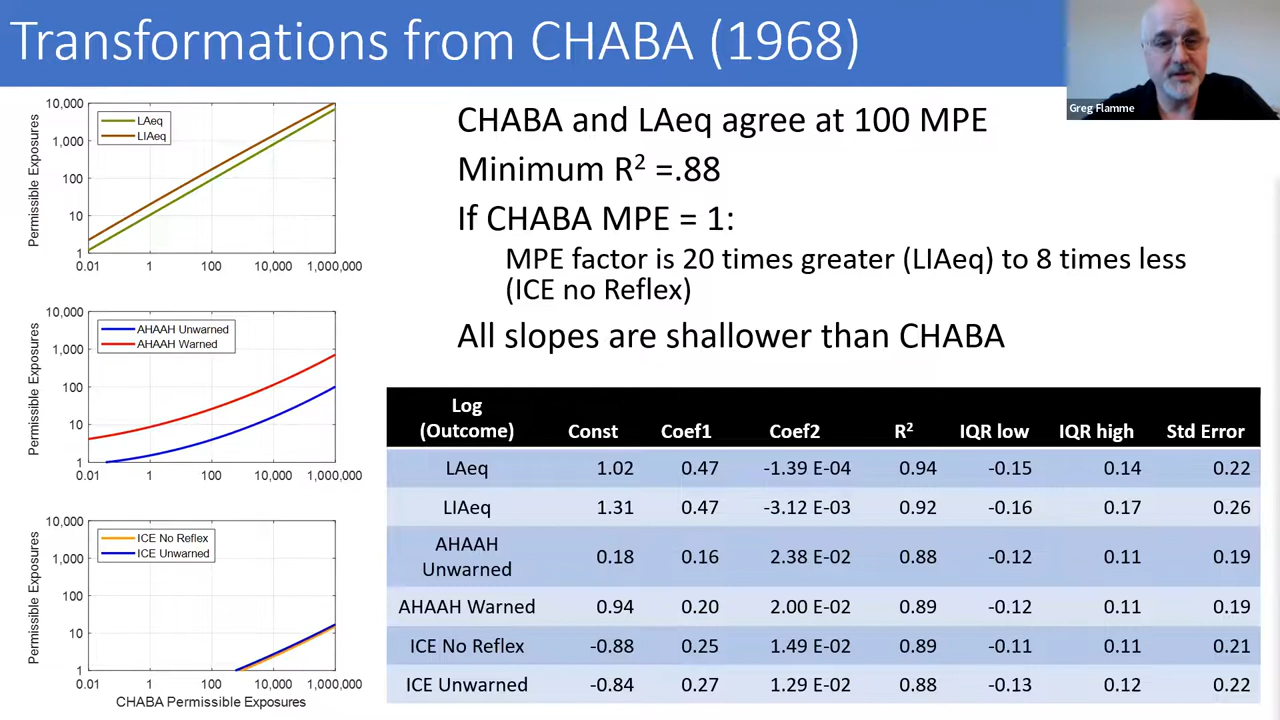 Transformations from CHABA (1968)
Greg Flamme
CHABA and LAeq agree at 100 MPE
Minimum R² =.88
If CHABA MPE = 1:
MPE factor is 20 times greater (LIAeq) to 8 times less
(ICE no Reflex)
All slopes are shallower than CHABA
Permissible Exposures
10,000
1,000
100
10
1
LAeq
LIAeq
0.01 1 100 10,000 1,000,000
Permissible Exposures
10,000
1,000
100
10
1
AHAAH Unwarned
AHAAH Warned
0.01 1 100 10,000 1,000,000
Permissible Exposures
10,000
1,000
100
10
1
ICE No Reflex
ICE Unwarned
0.01 1 100 10,000 1,000,000
CHABA Permissible Exposures
Log
(Outcome) Const Coef1 Coef2 R² IQR low IQR high Std Error
LAeq 1.02 0.47 -1.39 E-04 0.94 -0.15 0.14 0.22
LIAeq 1.31 0.47 -3.12 E-03 0.92 -0.16 0.17 0.26
AHAAH
Unwarned 0.18 0.16 2.38 E-02 0.88 -0.12 0.11 0.19
AHAAH Warned 0.94 0.20 2.00 E-02 0.89 -0.12 0.11 0.19
ICE No Reflex -0.88 0.25 1.49 E-02 0.89 -0.11 0.11 0.21
ICE Unwarned -0.84 0.27 1.29 E-02 0.88 -0.13 0.12 0.22